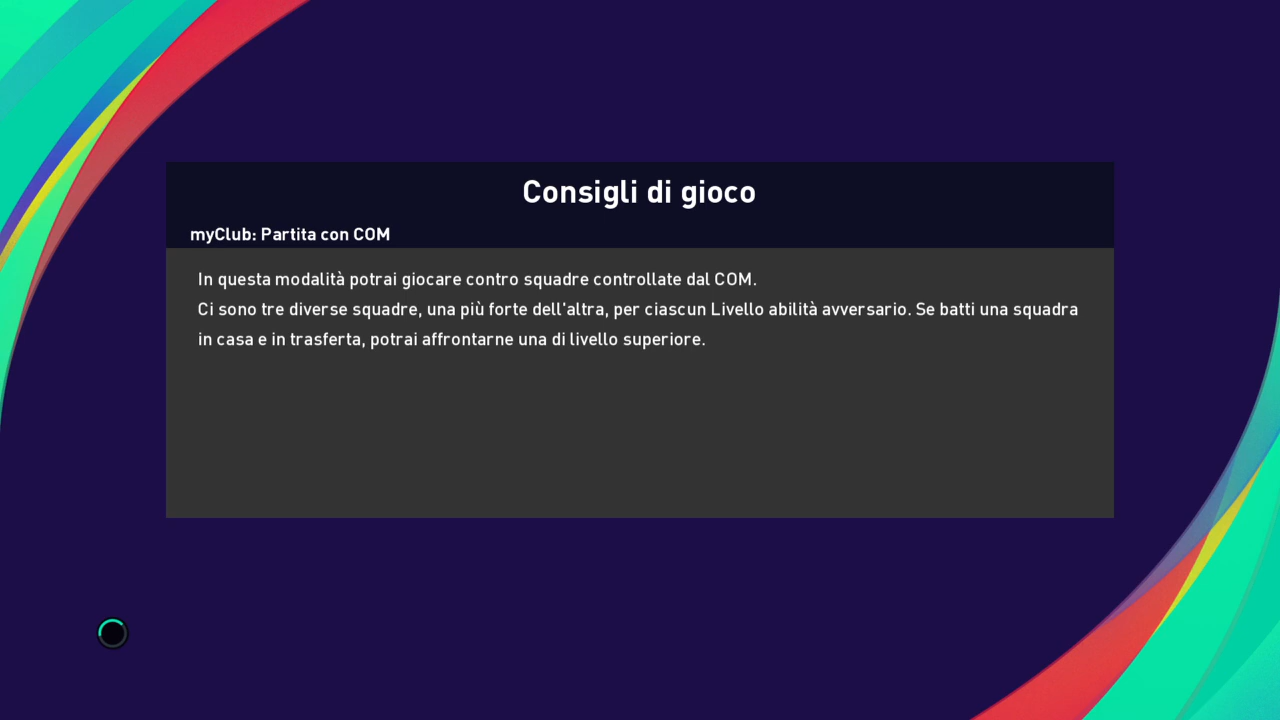 Consigli di gioco
myClub: Partita con COM
In questa modalità potrai giocare contro squadre controllate dal COM.
Ci sono tre diverse squadre, una più forte dell'altra, per ciascun Livello abilità avversario. Se batti una squadra
in casa e in trasferta, potrai affrontarne una di livello superiore.